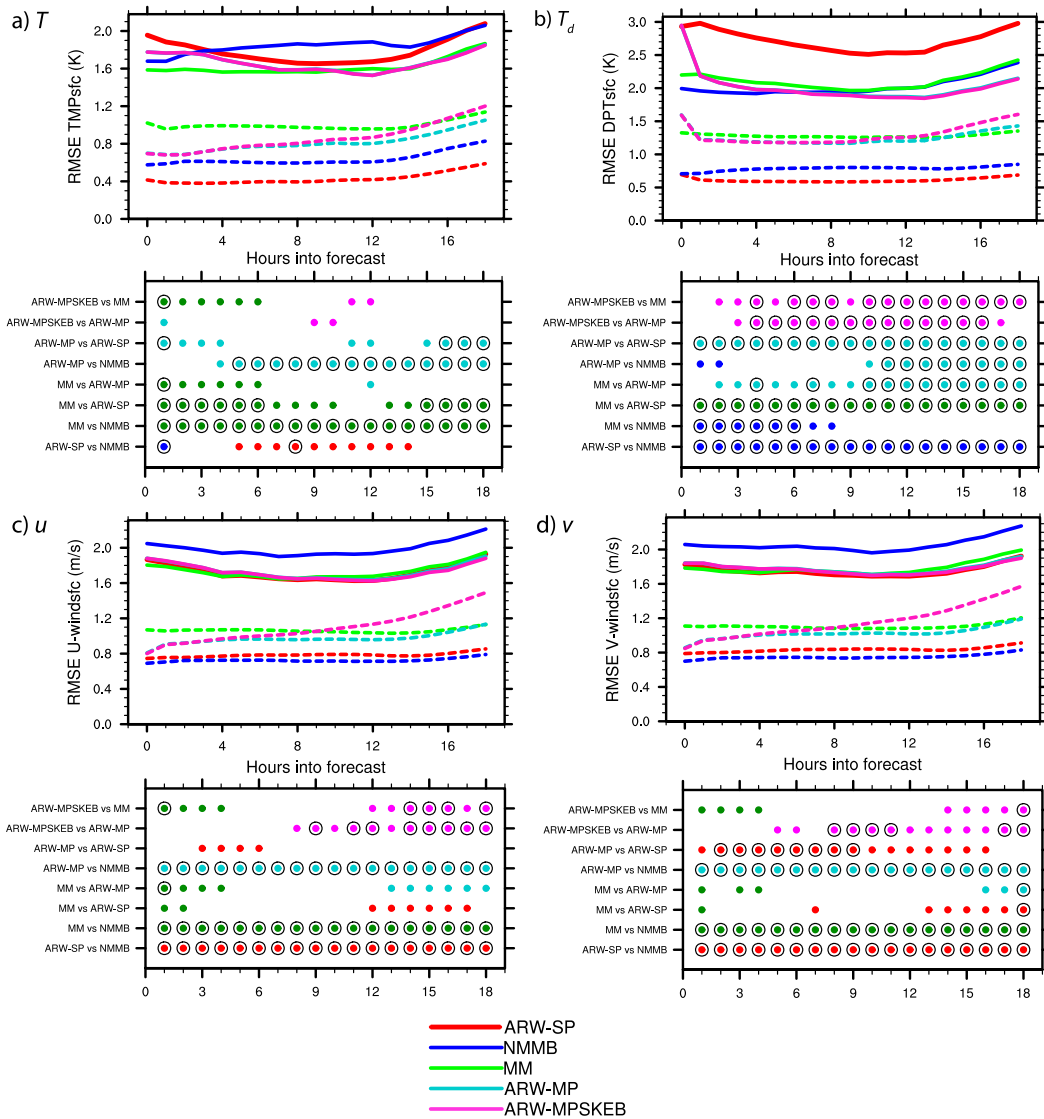 a) T
RMSE TMPsfc (K)
2.0
1.6
1.2
0.8
0.4
0.0
0 4 8 12 16
Hours into forecast
ARW-MPSKEB vs MM
ARW-MPSKEB vs ARW-MP
ARW-MP vs ARW-SP
ARW-MP vs NMMB
MM vs ARW-MP
MM vs ARW-SP
MM vs NMMB
ARW-SP vs NMMB
0 3 6 9 12 15 18
b) Td
RMSE DPTsfc (K)
3.0
2.5
2.0
1.5
1.0
0.5
0.0
0 4 8 12 16
Hours into forecast
ARW-MPSKEB vs MM
ARW-MPSKEB vs ARW-MP
ARW-MP vs ARW-SP
ARW-MP vs NMMB
MM vs ARW-MP
MM vs ARW-SP
MM vs NMMB
ARW-SP vs NMMB
0 3 6 9 12 15 18
c) u
RMSE U-windsfc (m/s)
2.0
1.6
1.2
0.8
0.4
0.0
0 4 8 12 16
Hours into forecast
ARW-MPSKEB vs MM
ARW-MPSKEB vs ARW-MP
ARW-MP vs ARW-SP
ARW-MP vs NMMB
MM vs ARW-MP
MM vs ARW-SP
MM vs NMMB
ARW-SP vs NMMB
0 3 6 9 12 15 18
d) v
RMSE V-windsfc (m/s)
2.0
1.6
1.2
0.8
0.4
0.0
0 4 8 12 16
Hours into forecast
ARW-MPSKEB vs MM
ARW-MPSKEB vs ARW-MP
ARW-MP vs ARW-SP
ARW-MP vs NMMB
MM vs ARW-MP
MM vs ARW-SP
MM vs NMMB
ARW-SP vs NMMB
0 3 6 9 12 15 18
ARW-SP
NMMB
MM
ARW-MP
ARW-MPSKEB